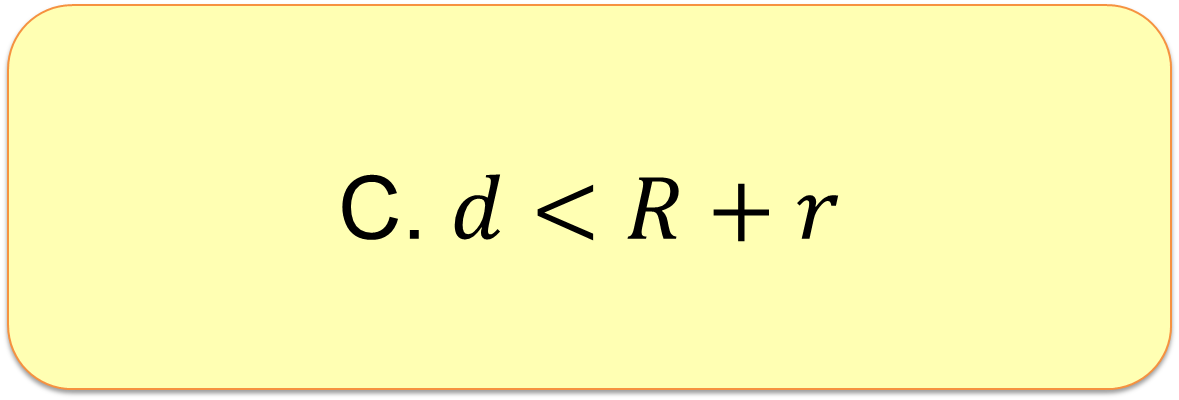 C. 𝑑 < 𝑅 + 𝑟